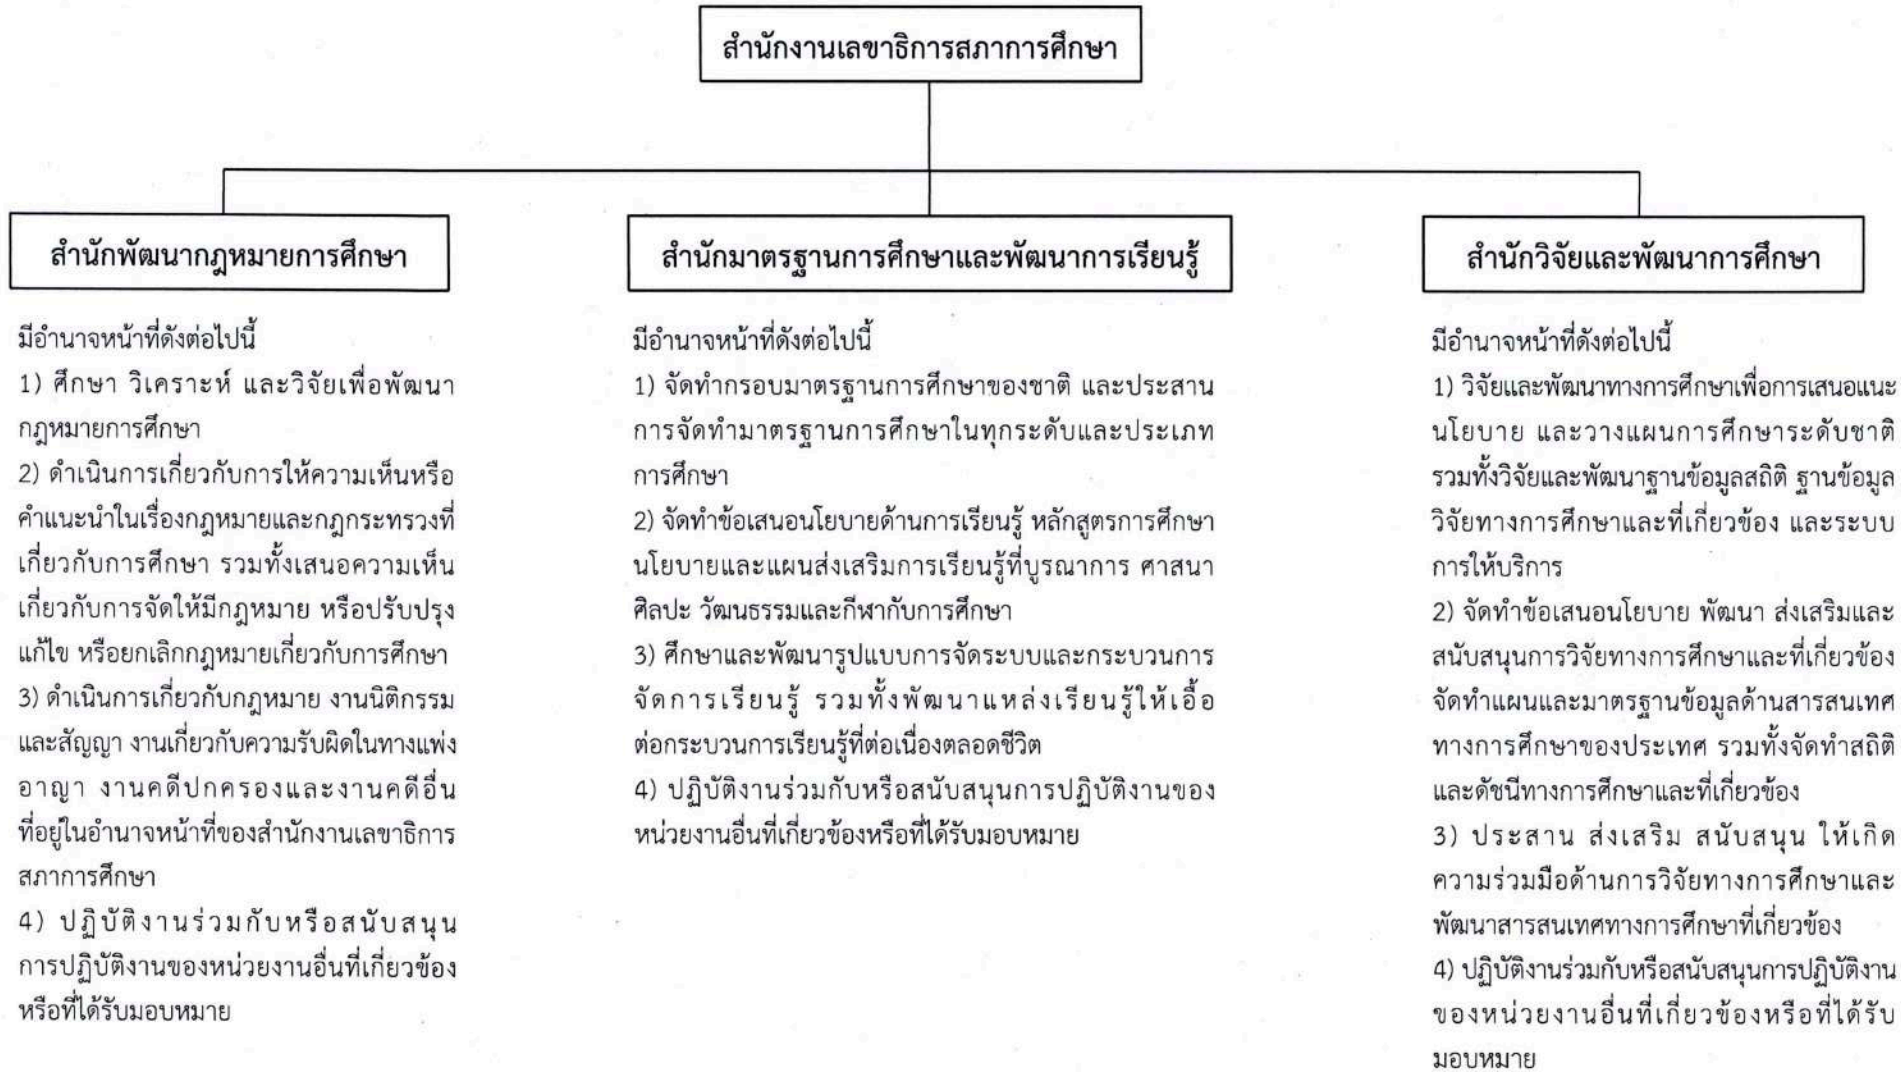 สำนักงานเลขาธิการสภาการศึกษา
สำนักพัฒนากฎหมายการศึกษา
มีอำนาจหน้าที่ดังต่อไปนี้
1) ศึกษา วิเคราะห์ และวิจัยเพื่อพัฒนา
กฎหมายการศึกษา
2) ดำเนินการเกี่ยวกับการให้ความเห็นหรือ
คำแนะนำในเรื่องกฎหมายและกฎกระทรวงที่
เกี่ยวกับการศึกษา รวมทั้งเสนอความเห็น
เกี่ยวกับการจัดให้มีกฎหมาย หรือปรับปรุง
แก้ไข หรือยกเลิกกฎหมายเกี่ยวกับการศึกษา
3) ดำเนินการเกี่ยวกับกฎหมาย งานนิติกรรม
และสัญญา งานเกี่ยวกับความรับผิดในทางแพ่ง
อาญา งานคดีปกครองและงานคดีอื่น
ที่อยู่ในอำนาจหน้าที่ของสำนักงานเลขาธิการ
สภาการศึกษา
4) ปฏิบัติงานร่วมกับหรือสนับสนุน
การปฏิบัติงานของหน่วยงานอื่นที่เกี่ยวข้อง
หรือที่ได้รับมอบหมาย
สำนักมาตรฐานการศึกษาและพัฒนาการเรียนรู้
มีอำนาจหน้าที่ดังต่อไปนี้
1) จัดทำกรอบมาตรฐานการศึกษาของชาติ และประสาน
การจัดทำมาตรฐานการศึกษาในทุกระดับและประเภท
การศึกษา
2) จัดทำข้อเสนอนโยบายด้านการเรียนรู้ หลักสูตรการศึกษา
นโยบายและแผนส่งเสริมการเรียนรู้ที่บูรณาการ ศาสนา
ศิลปะ วัฒนธรรมและกีฬากับการศึกษา
3) ศึกษาและพัฒนารูปแบบการจัดระบบและกระบวนการ
จัดการเรียนรู้ รวมทั้งพัฒนาแหล่งเรียนรู้ให้เอื้อ
ต่อกระบวนการเรียนรู้ที่ต่อเนื่องตลอดชีวิต
4) ปฏิบัติงานร่วมกับหรือสนับสนุนการปฏิบัติงานของ
หน่วยงานอื่นที่เกี่ยวข้องหรือที่ได้รับมอบหมาย
สำนักวิจัยและพัฒนาการศึกษา
มีอำนาจหน้าที่ดังต่อไปนี้
1) วิจัยและพัฒนาทางการศึกษาเพื่อการเสนอแนะ
นโยบาย และวางแผนการศึกษาระดับชาติ
รวมทั้งวิจัยและพัฒนาฐานข้อมูลสถิติ ฐานข้อมูล
วิจัยทางการศึกษาและที่เกี่ยวข้อง และระบบ
การให้บริการ
2) จัดทำข้อเสนอนโยบาย พัฒนา ส่งเสริมและ
สนับสนุนการวิจัยทางการศึกษาและที่เกี่ยวข้อง
จัดทำแผนและมาตรฐานข้อมูลด้านสารสนเทศ
ทางการศึกษาของประเทศ รวมทั้งจัดทำสถิติ
และดัชนีทางการศึกษาและที่เกี่ยวข้อง
3) ประสาน ส่งเสริม สนับสนุน ให้เกิด
ความร่วมมือด้านการวิจัยทางการศึกษาและ
พัฒนาสารสนเทศทางการศึกษาที่เกี่ยวข้อง
4) ปฏิบัติงานร่วมกับหรือสนับสนุนการปฏิบัติงาน
ของหน่วยงานอื่นที่เกี่ยวข้องหรือที่ได้รับ
มอบหมาย